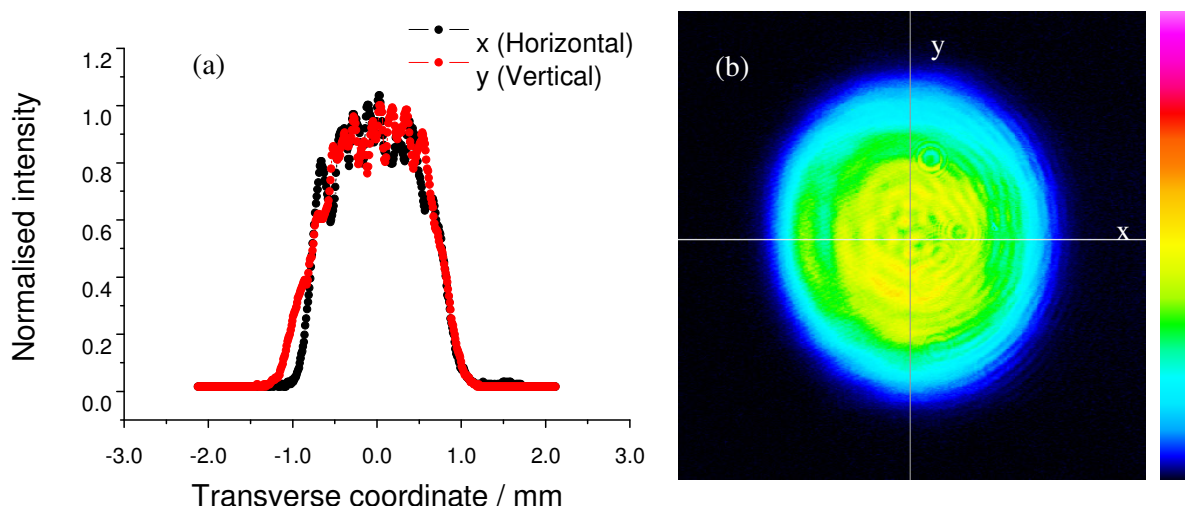 (a)
x (Horizontal)
y (Vertical)
Normalised intensity
1.2
1.0
0.8
0.6
0.4
0.2
0.0
-3.0 -2.0 -1.0 0.0 1.0 2.0 3.0
Transverse coordinate / mm
(b)
y
x